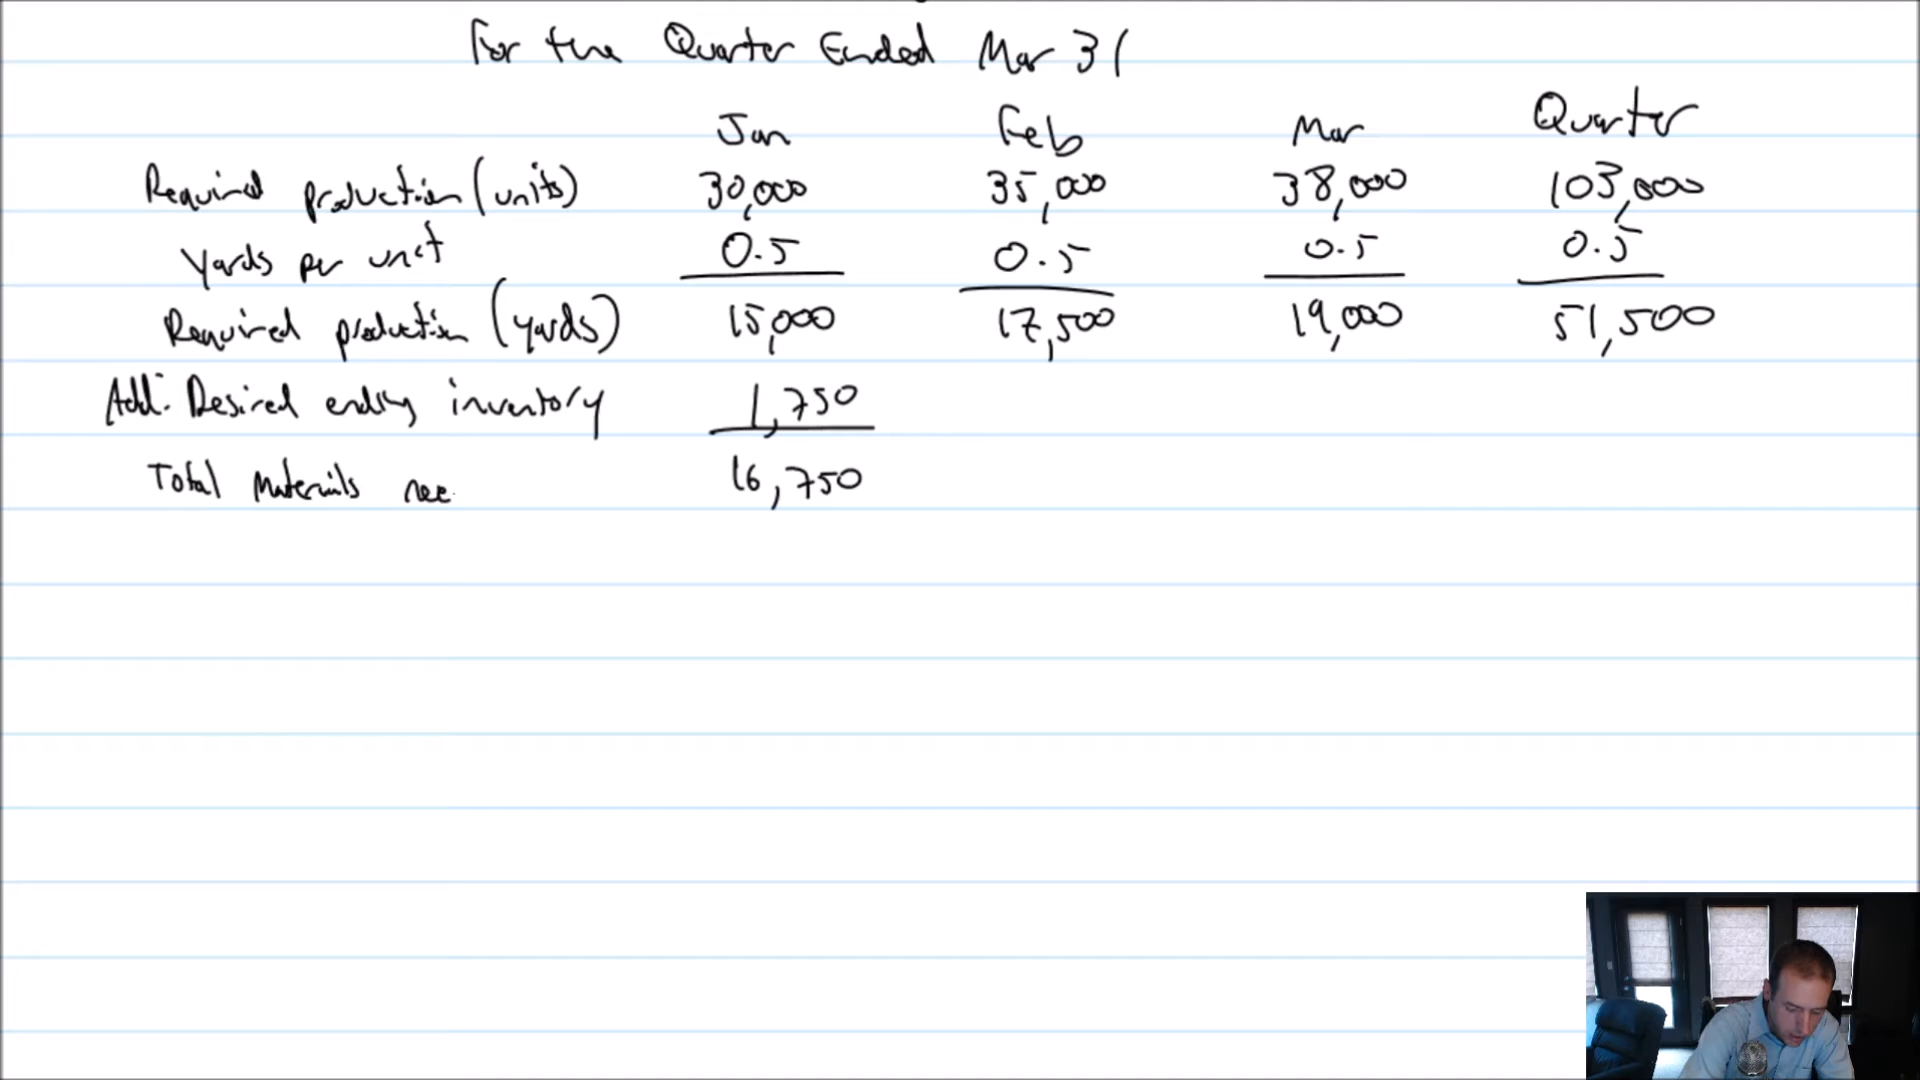 For the Quarter Ended Mar 31
Jan Feb Mar Quarter
Required production (units) 30,000 35,000 38,000 103,000
Yards per unit 0.5 0.5 0.5 0.5
Required production (yards) 15,000 17,500 19,000 51,500
Add: Desired ending inventory 1,750
Total materials nee 16,750